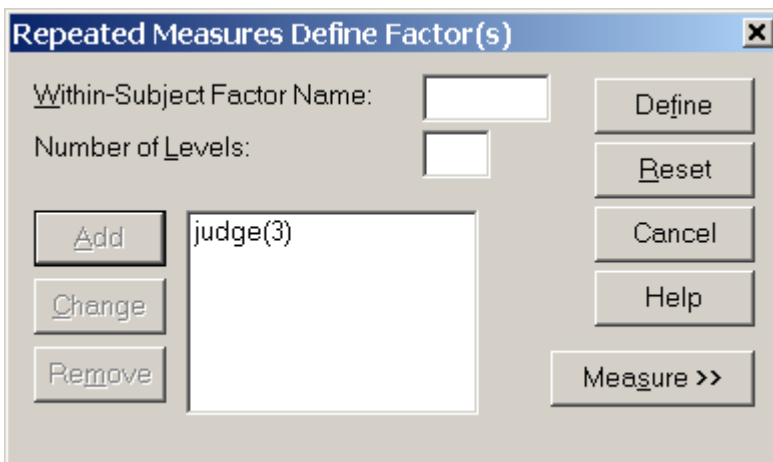 Repeated Measures Define Factor(s)
Within-Subject Factor Name:
Define
Number of Levels:
Reset
Add
judge(3)
Cancel
Change
Help
Remove
Measure >>